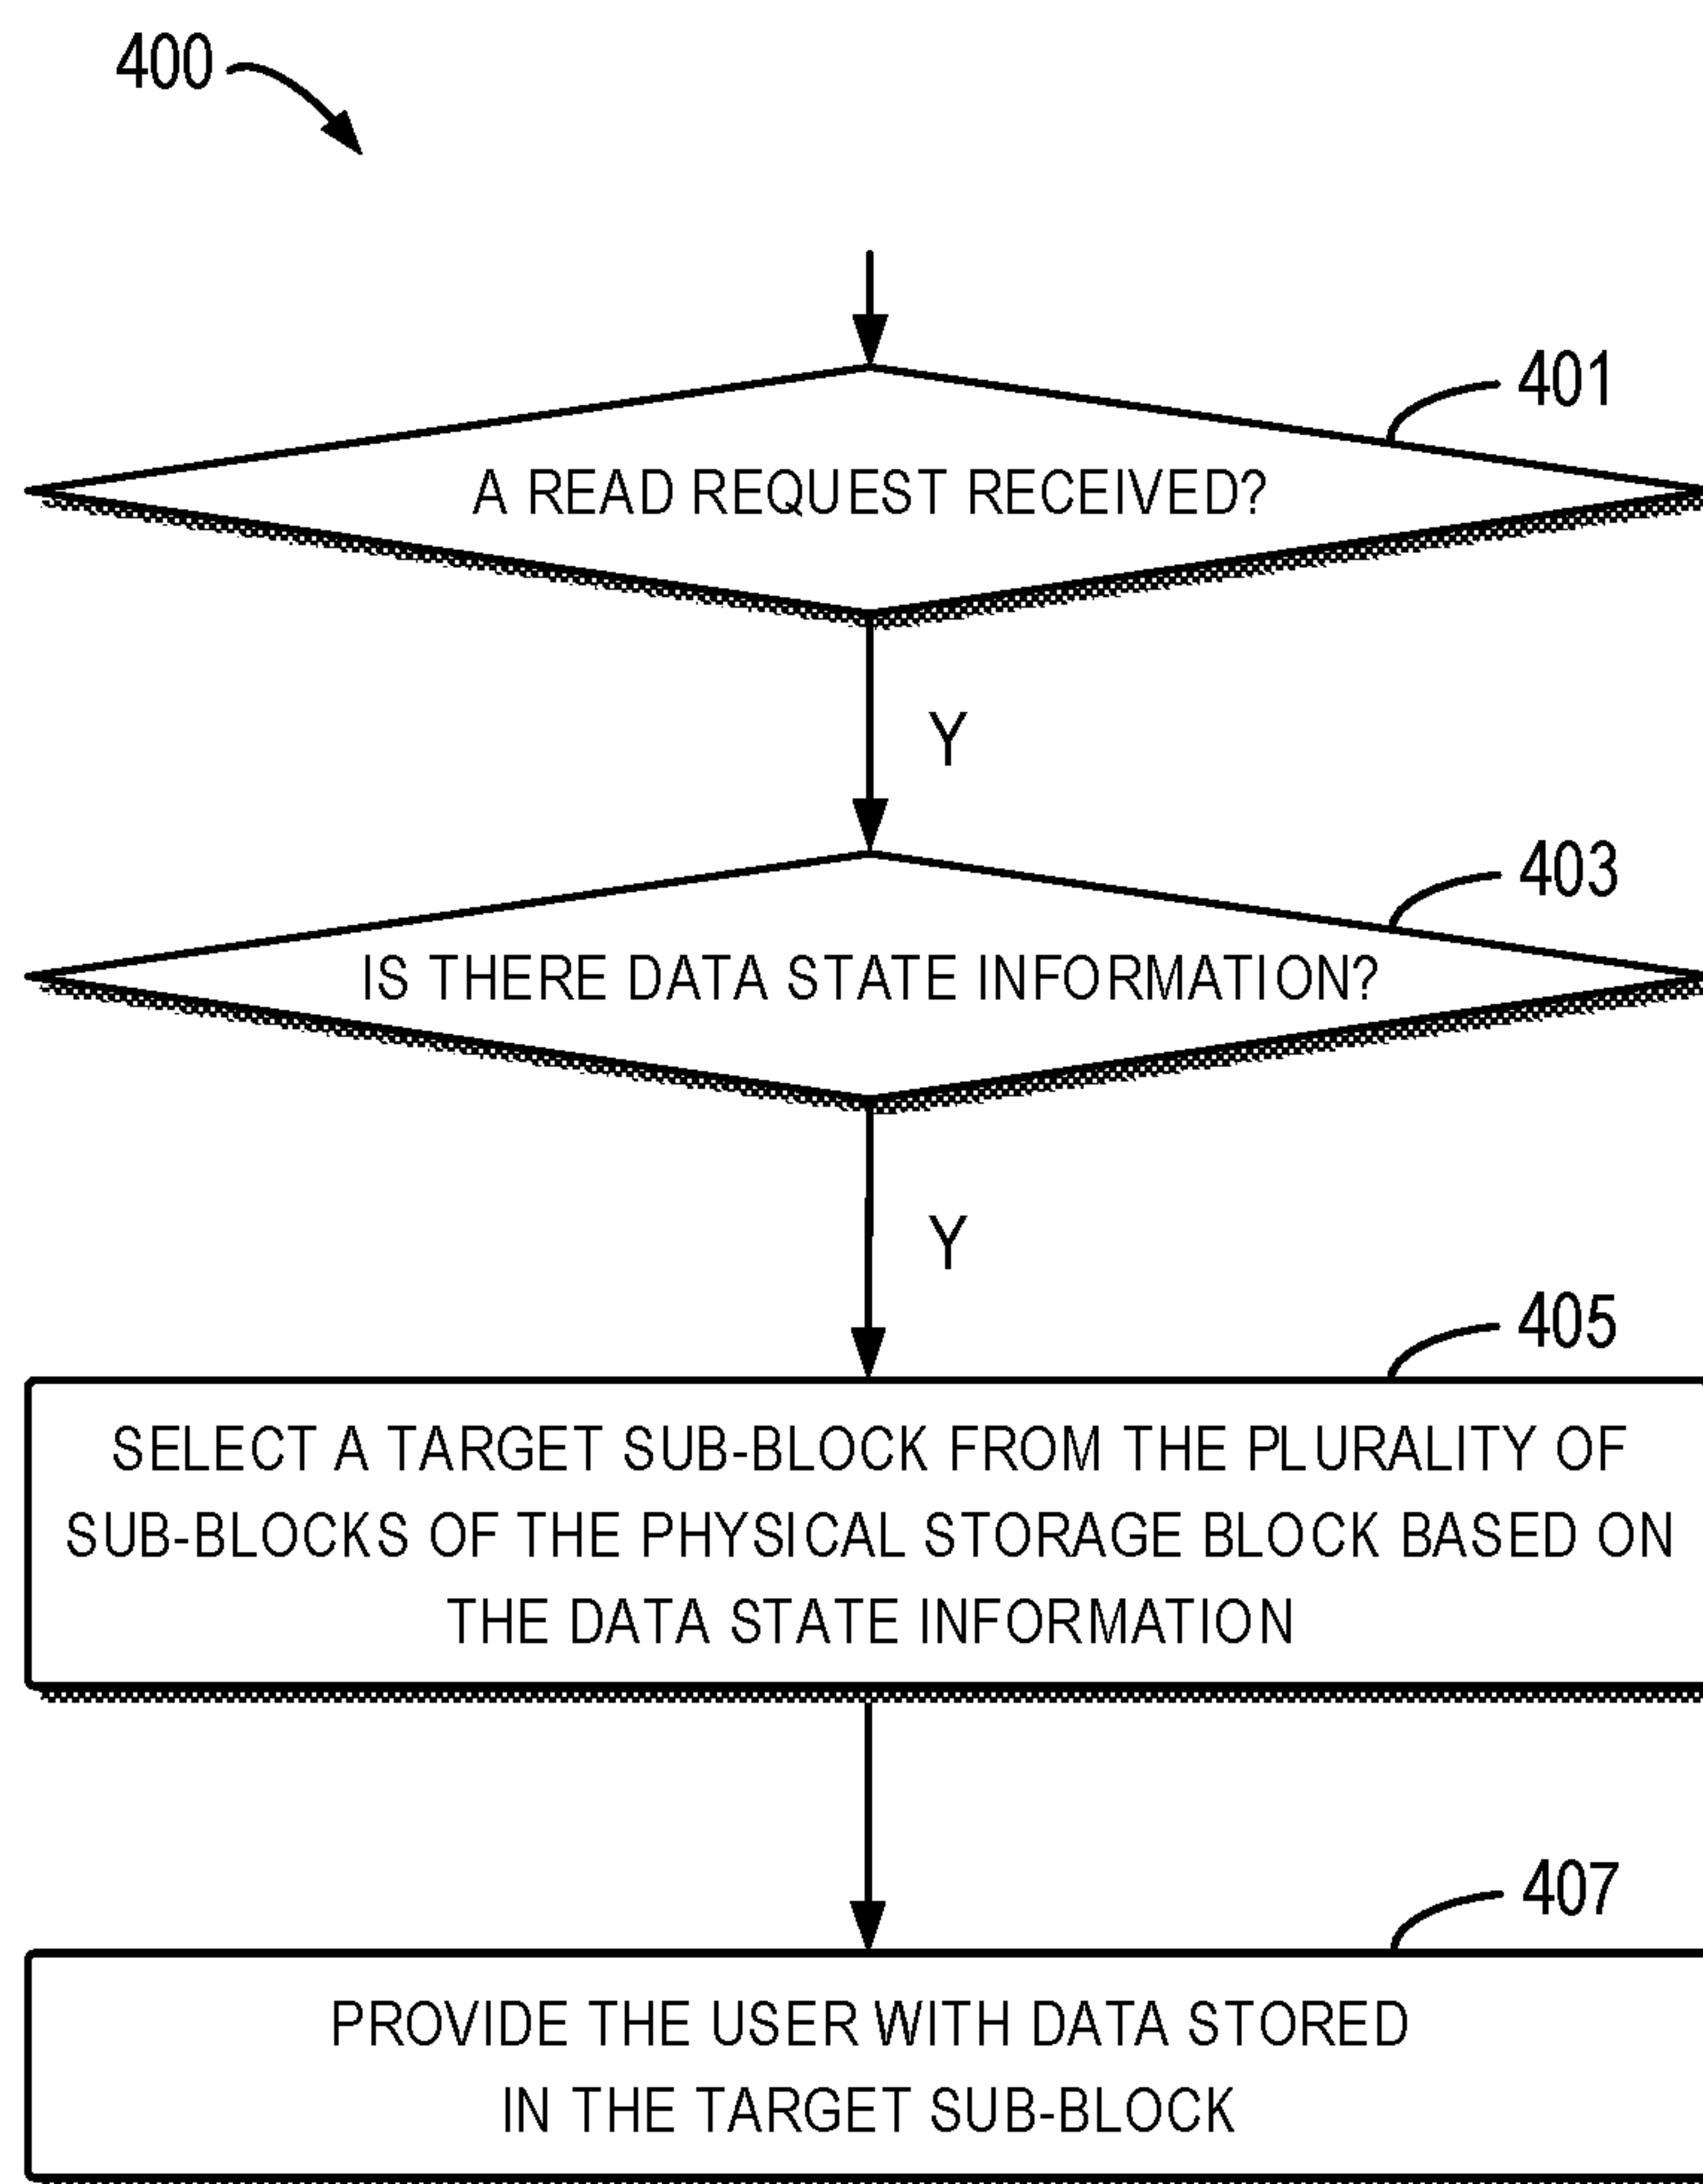 400
401
A READ REQUEST RECEIVED?
Y
403
IS THERE DATA STATE INFORMATION?
Y
405
SELECT A TARGET SUB-BLOCK FROM THE PLURALITY OF
SUB-BLOCKS OF THE PHYSICAL STORAGE BLOCK BASED ON
THE DATA STATE INFORMATION
407
PROVIDE THE USER WITH DATA STORED
IN THE TARGET SUB-BLOCK